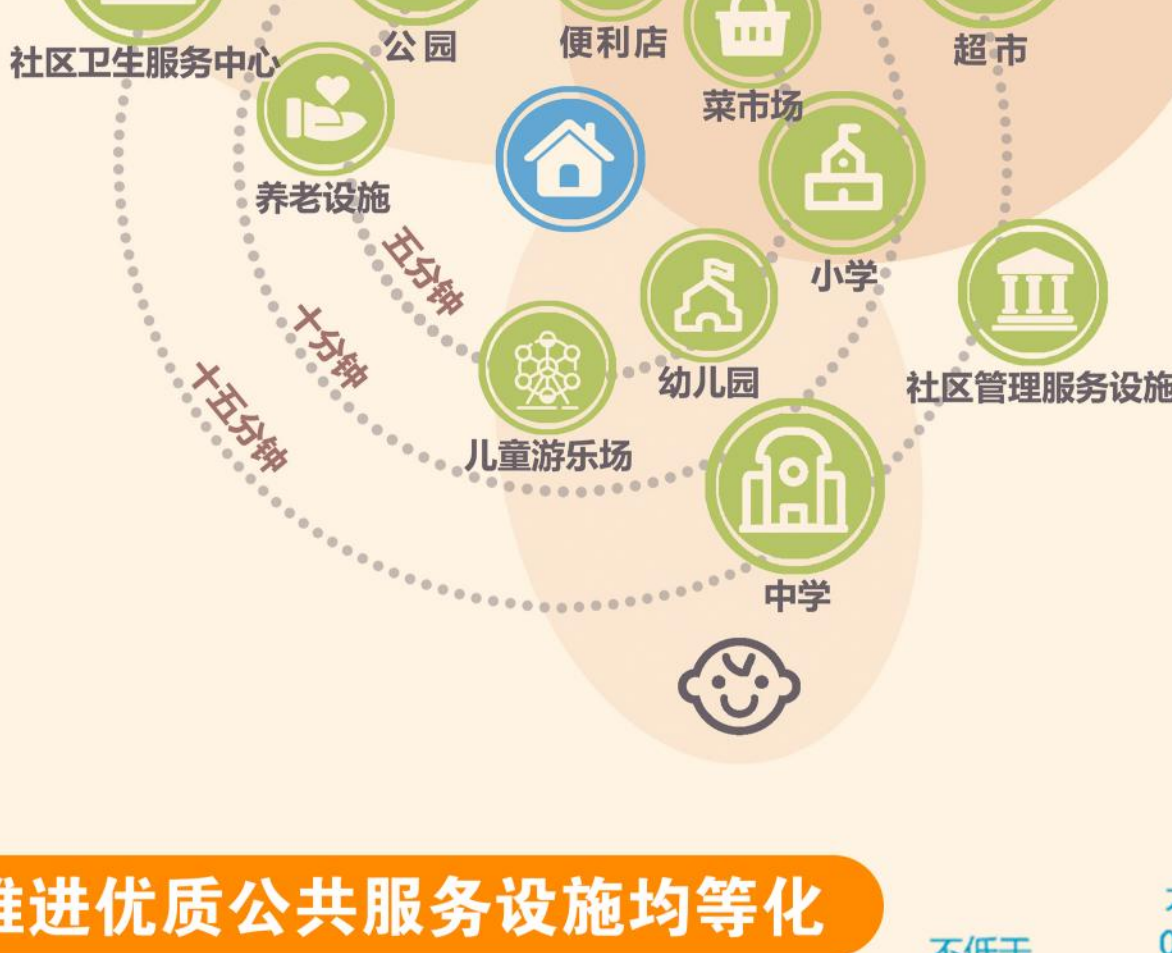 公园
便利店
超市
社区卫生服务中心
菜市场
养老设施
五分钟
小学
十分钟
幼儿园
社区管理服务设施
十五分钟
儿童游乐场
中学
推进优质公共服务设施均等化
不低于